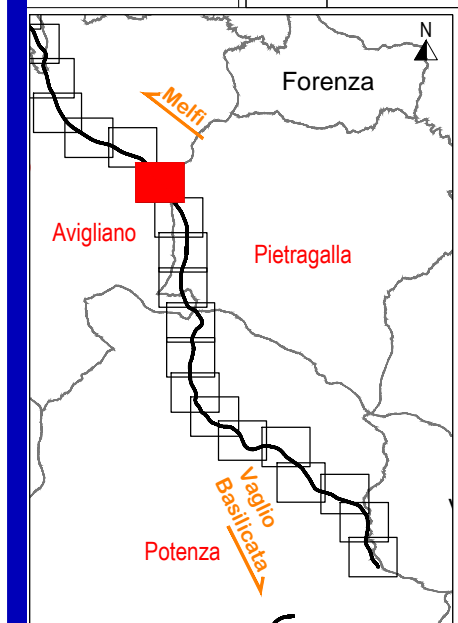 N
Forenza
Melfi
Avigliano
Pietragalla
Vaglio
Basilicata
Potenza